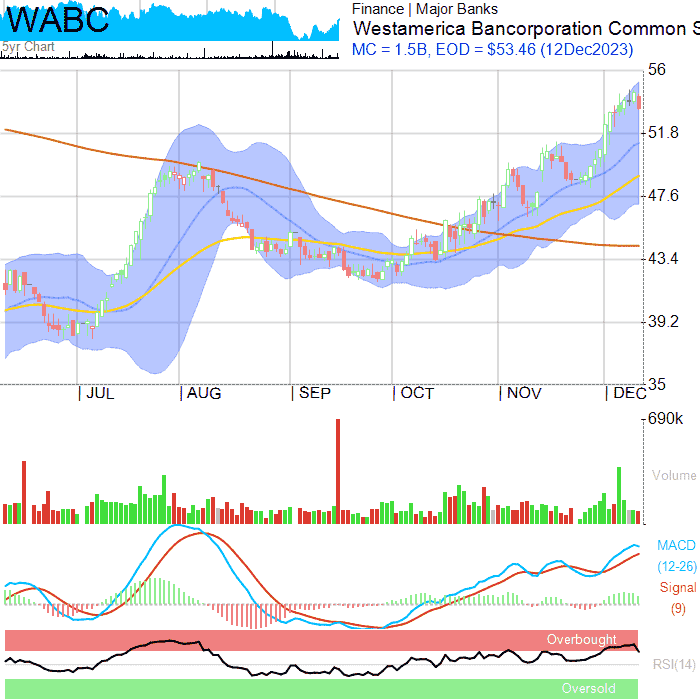 WABC
5yr Chart
Finance | Major Banks
Westamerica Bancorporation Common S
MC = 1.5B, EOD = $53.46 (12Dec2023)
56
51.8
47.6
43.4
39.2
35
JUL AUG SEP OCT NOV DEC
690k
Volume
MACD
(12-26)
Signal
(9)
Overbought
RSI(14)
Oversold